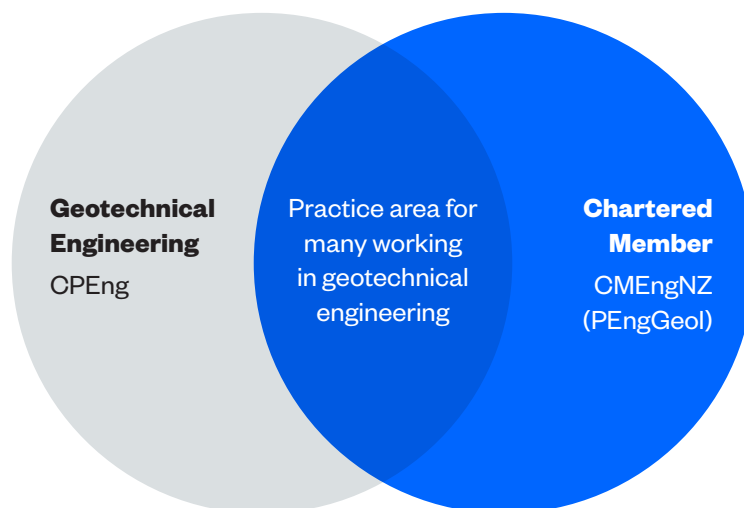 Geotechnical
Engineering
CPEng
Practice area for
many working
in geotechnical
engineering
Chartered
Member
CMEngNZ
(PEngGeol)